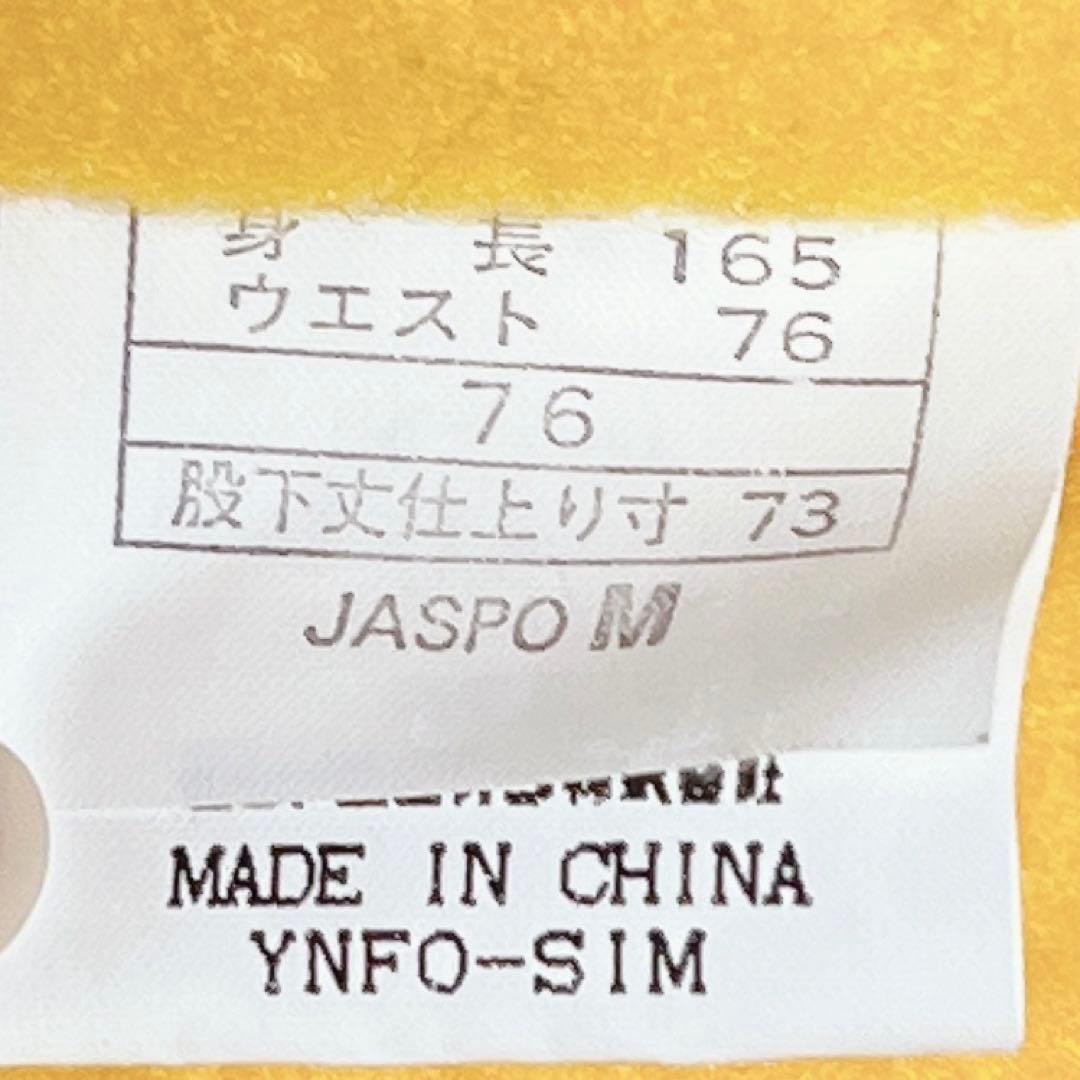 身長 165
ウエスト 76
76
股下丈仕上り寸 73
JASPO M
MADE IN CHINA
YNFO-SIM